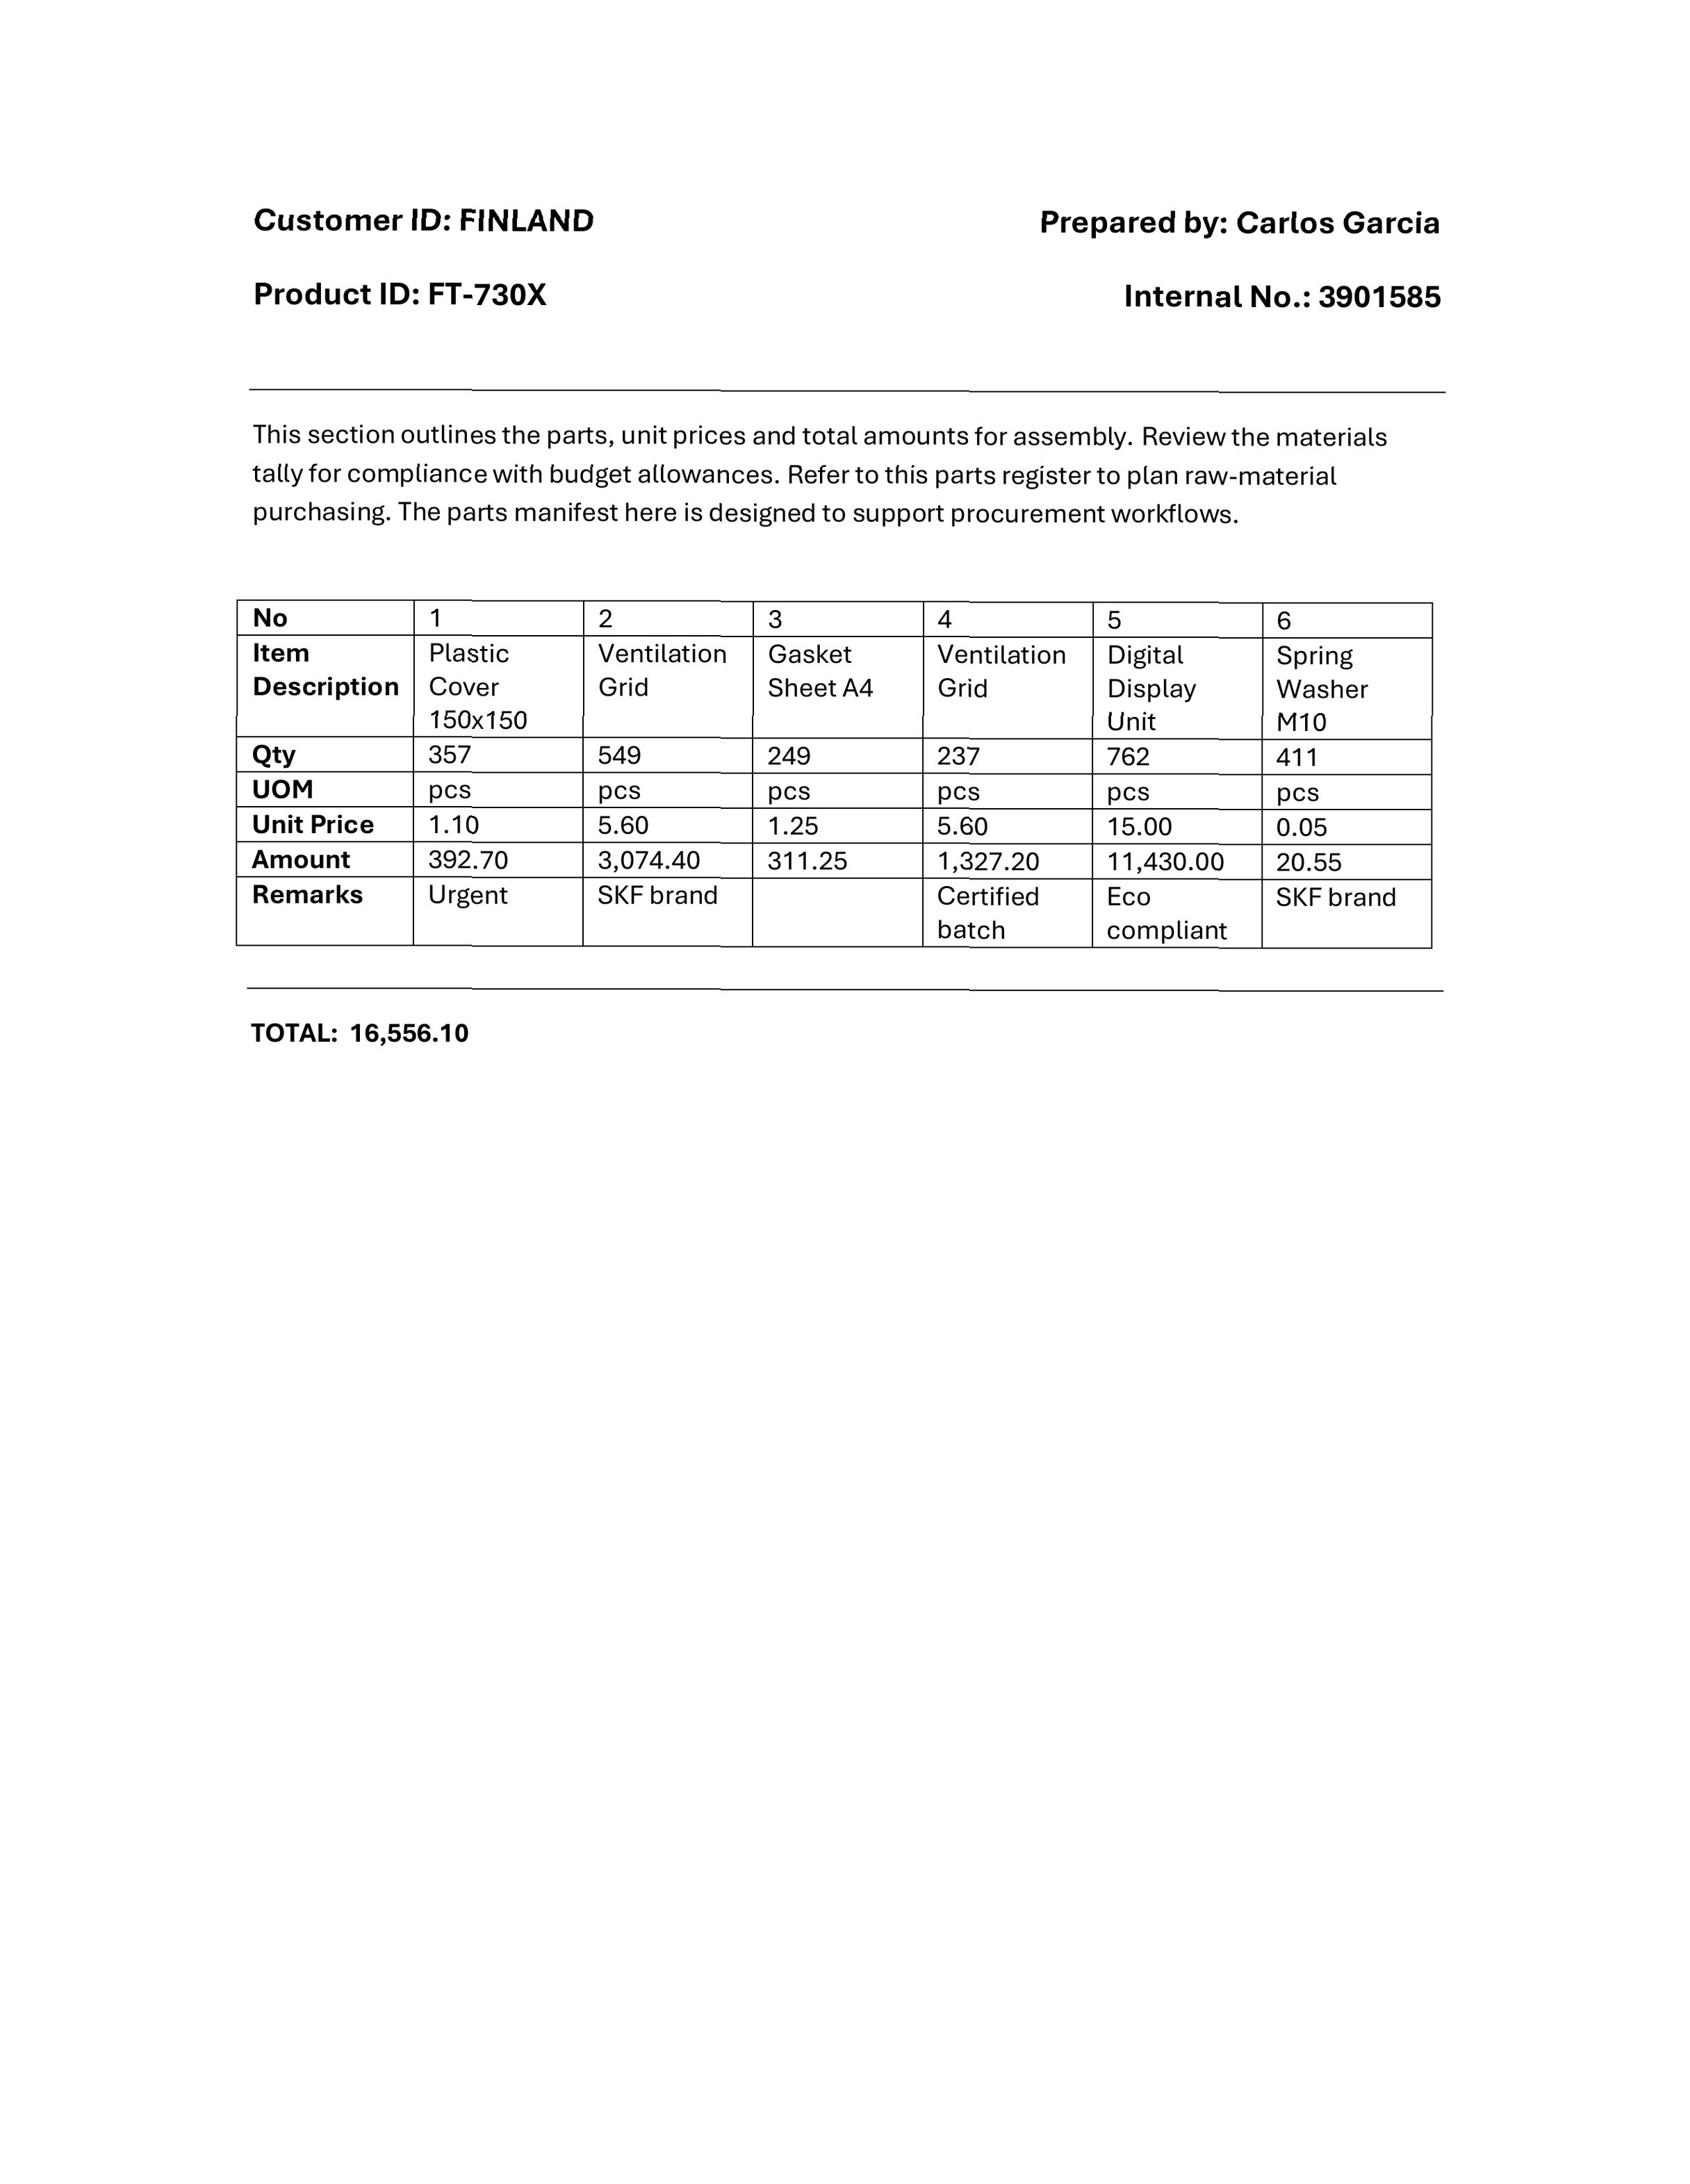 Customer ID: FINLAND Prepared by: Carlos Garcia
Product ID: FT-730X Internal No.: 3901585
This section outlines the parts, unit prices and total amounts for assembly. Review the materials
tally for compliance with budget allowances. Refer to this parts register to plan raw-material
purchasing. The parts manifest here is designed to support procurement workflows.
No 1 2 3 4 5 6
Item Plastic Ventilation Gasket Ventilation Digital Spring
Description Cover Grid Sheet A4 Grid Display Washer
150x150 Unit M10
Qty 357 549 249 237 762 411
UOM pcs pcs pcs pcs pcs pcs
Unit Price 1.10 5.60 1.25 5.60 15.00 0.05
Amount 392.70 3,074.40 311.25 1,327.20 11,430.00 20.55
Remarks Urgent SKF brand Certified Eco SKF brand
batch compliant
TOTAL: 16,556.10